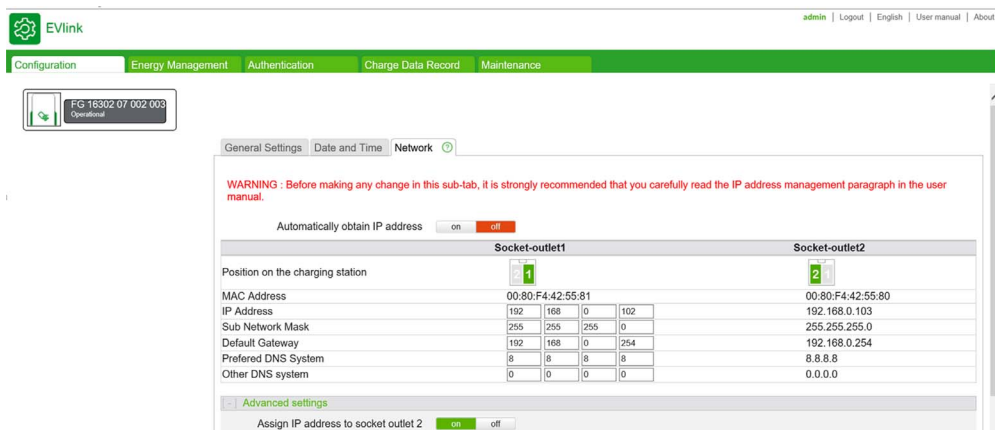 admin | Logout | English | User manual | About
EVlink
Configuration Energy Management Authentication Charge Data Record Maintenance
FG 16302 07 002 003
Operational
General Settings Date and Time Network ?
WARNING : Before making any change in this sub-tab, it is strongly recommended that you carefully read the IP address management paragraph in the user
manual.
Automatically obtain IP address on off
Socket-outlet1 Socket-outlet2
Position on the charging station 2 1 2 1
MAC Address 00:80:F4:42:55:81 00:80:F4:42:55:80
IP Address 192 168 0 102 192.168.0.103
Sub Network Mask 255 255 255 0 255.255.255.0
Default Gateway 192 168 0 254 192.168.0.254
Prefered DNS System 8 8 8 8 8.8.8.8
Other DNS system 0 0 0 0 0.0.0.0
- Advanced settings
Assign IP address to socket outlet 2 on off